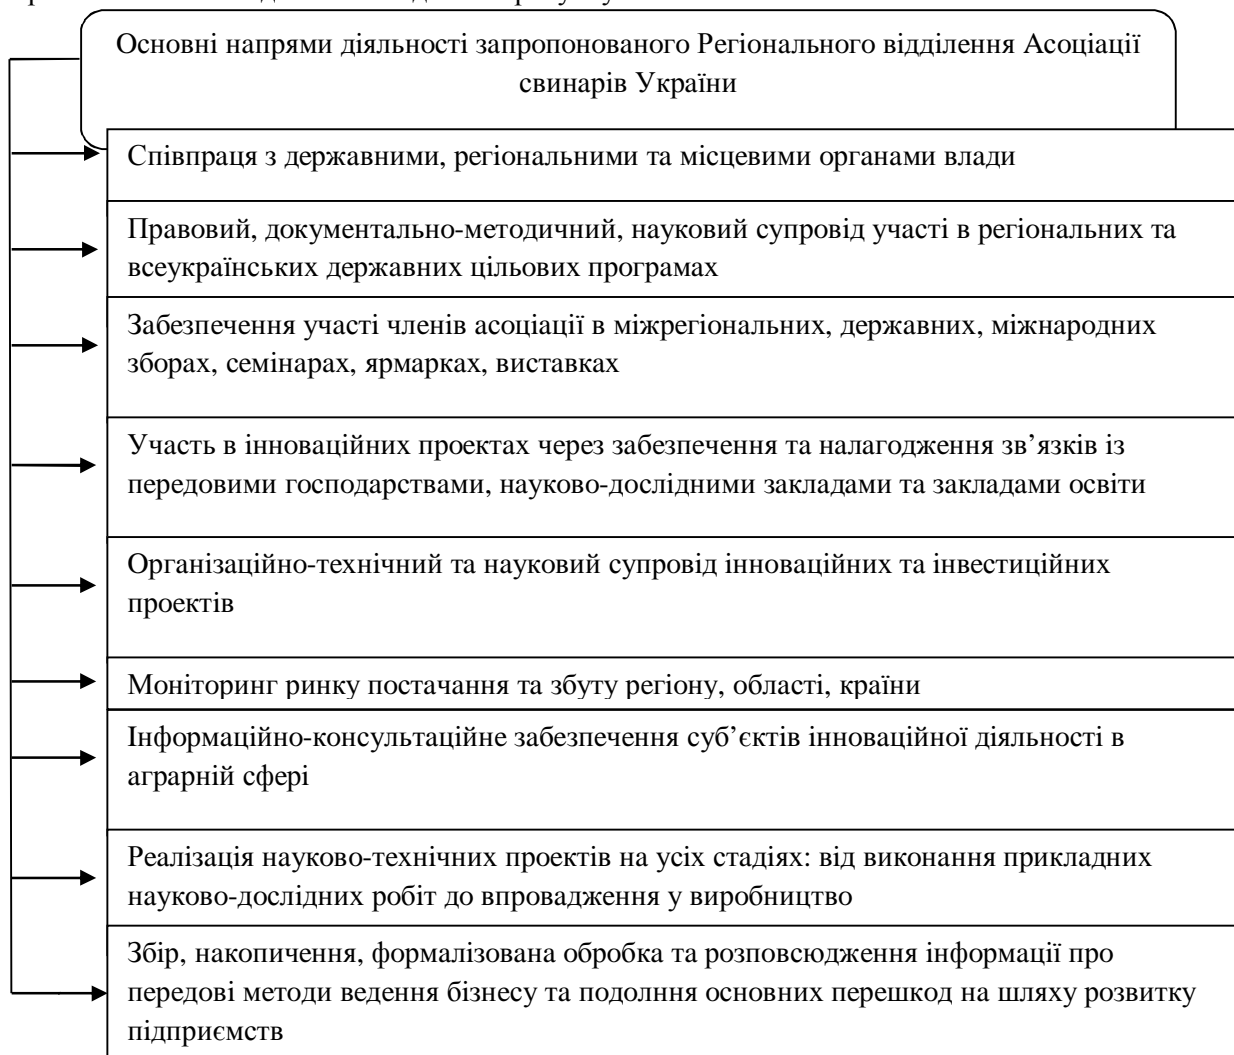 Основні напрями діяльності запропонованого Регіонального відділення Асоціації
свинарів України
Співпраця з державними, регіональними та місцевими органами влади
Правовий, документально-методичний, науковий супровід участі в регіональних та
всеукраїнських державних цільових програмах
Забезпечення участі членів асоціації в міжрегіональних, державних, міжнародних
зборах, семінарах, ярмарках, виставках
Участь в інноваційних проектах через забезпечення та налагодження зв’язків із
передовими господарствами, науково-дослідними закладами та закладами освіти
Організаційно-технічний та науковий супровід інноваційних та інвестиційних
проектів
Моніторинг ринку постачання та збуту регіону, області, країни
Інформаційно-консультаційне забезпечення суб’єктів інноваційної діяльності в
аграрній сфері
Реалізація науково-технічних проектів на усіх стадіях: від виконання прикладних
науково-дослідних робіт до впровадження у виробництво
Збір, накопичення, формалізована обробка та розповсюдження інформації про
передові методи ведення бізнесу та подолння основних перешкод на шляху розвитку
підприємств